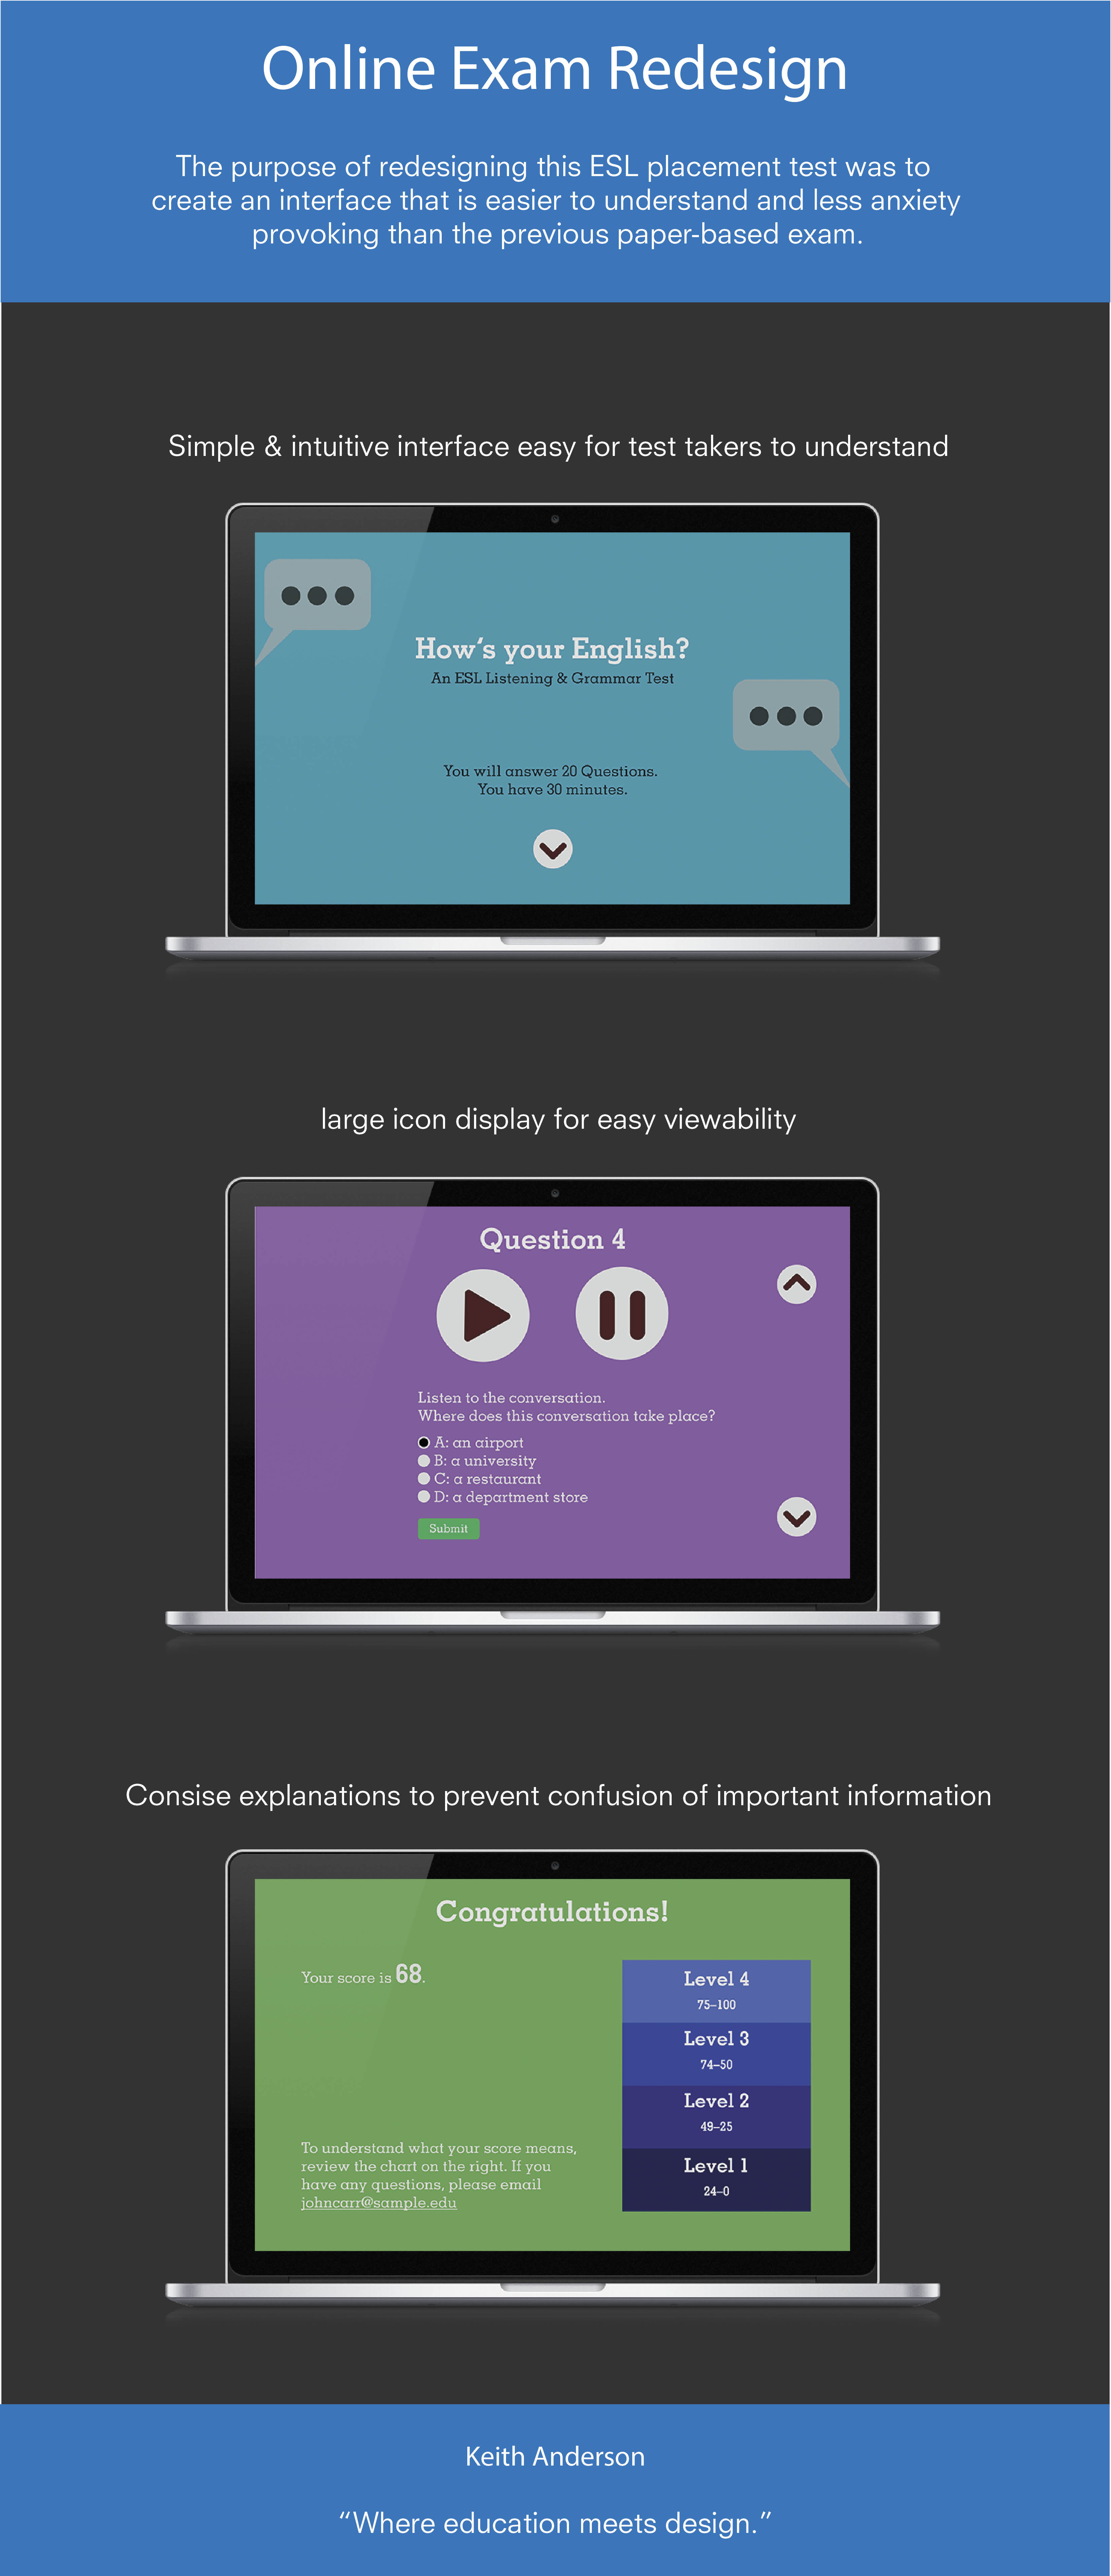 Online Exam Redesign
The purpose of redesigning this ESL placement test was to
create an interface that is easier to understand and less anxiety
provoking than the previous paper-based exam.
Simple & intuitive interface easy for test takers to understand
How's your English?
An ESL Listening & Grammar Test
You will answer 20 Questions.
You have 30 minutes.
large icon display for easy viewability
Question 4
Listen to the conversation.
Where does this conversation take place?
A: an airport
B: a university
C: a restaurant
D: a department store
Submit
Consise explanations to prevent confusion of important information
Congratulations!
Your score is 68.
To understand what your score means,
review the chart on the right. If you
have any questions, please email
johncarr@sample.edu
Level 4
75–100
Level 3
74–50
Level 2
49–25
Level 1
24–0
Keith Anderson
“Where education meets design.”